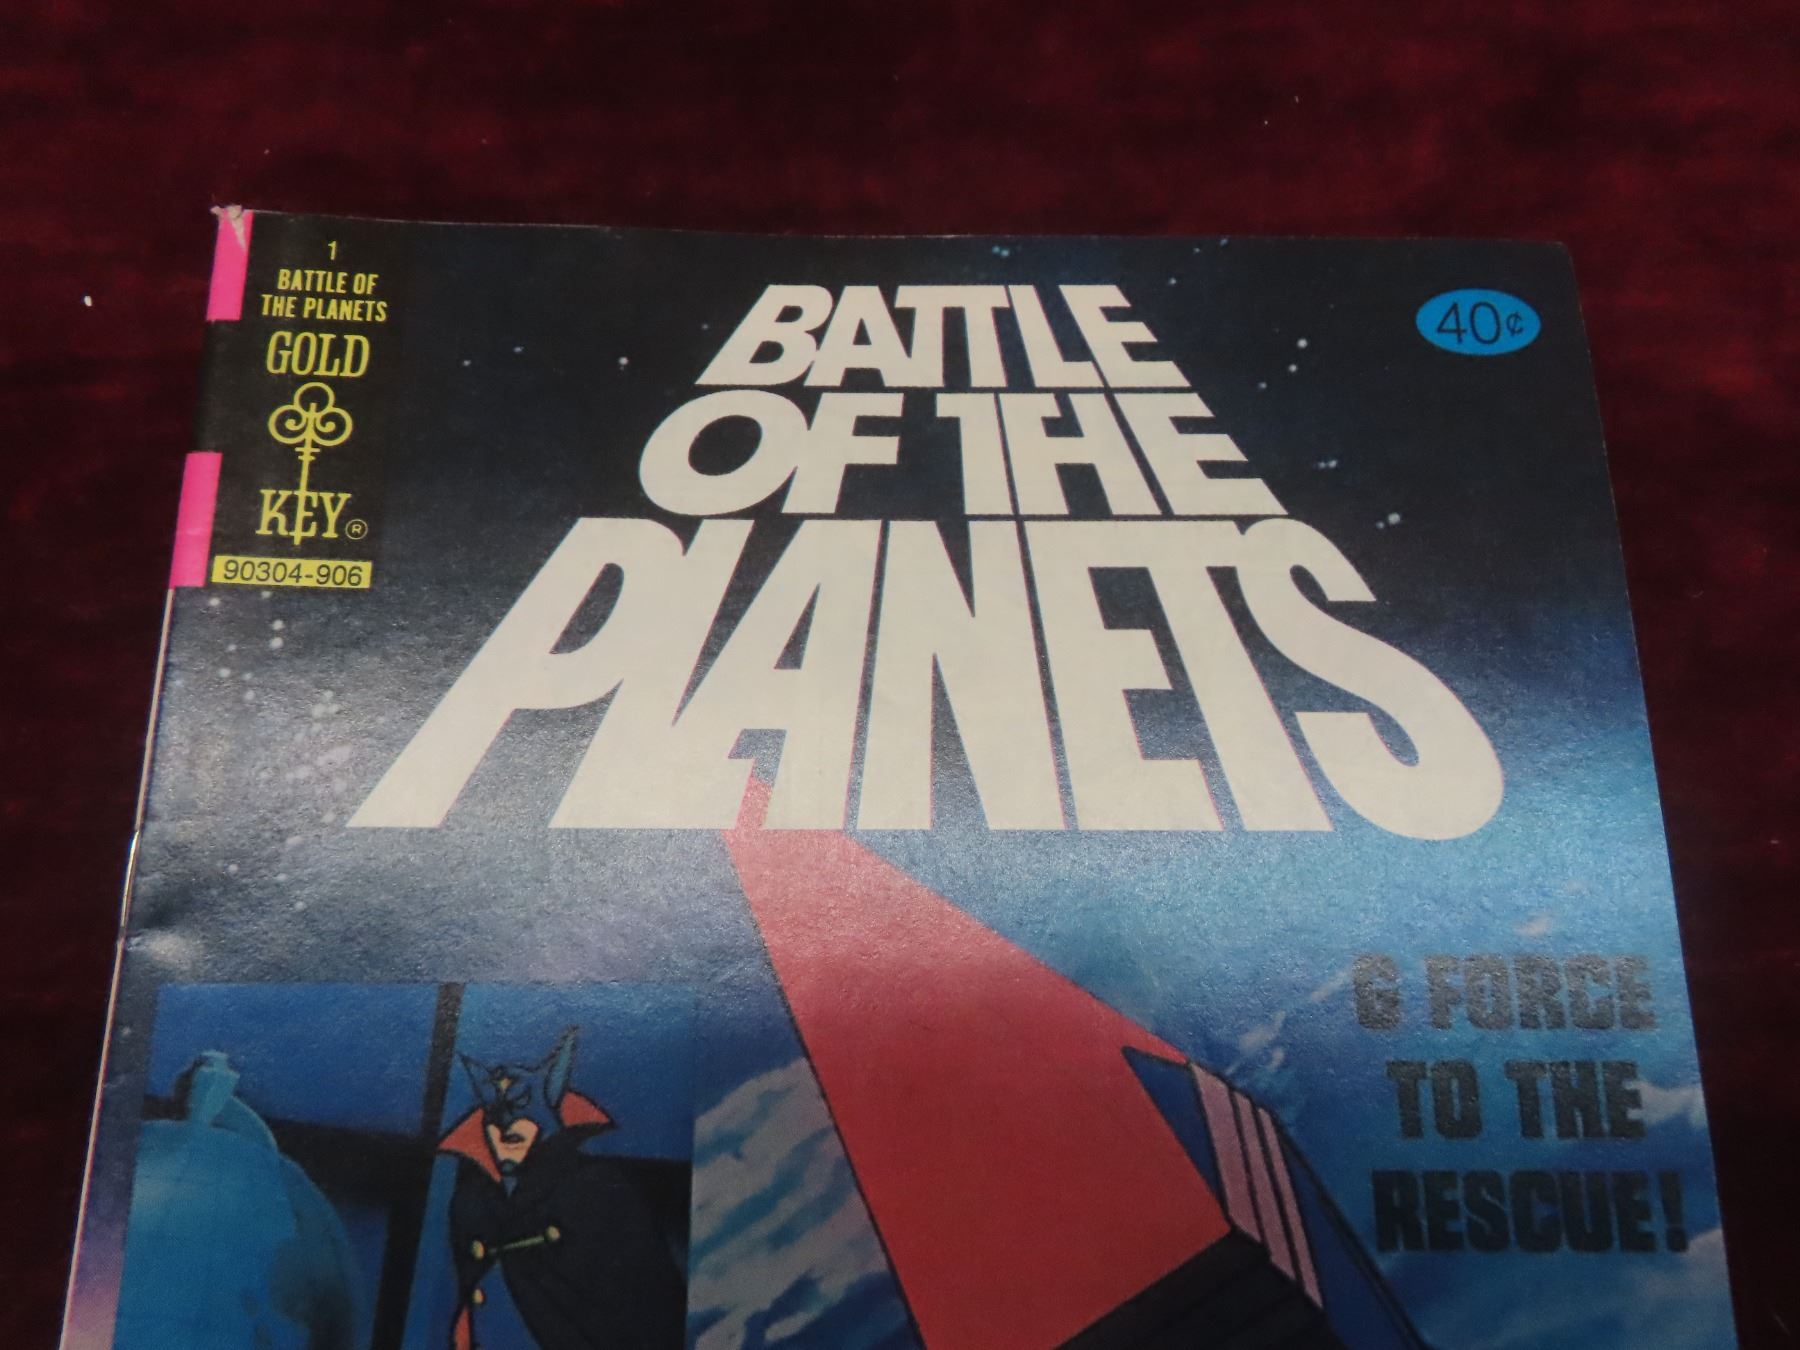 1
BATTLE OF
THE PLANETS
GOLD
KEY®
90304-906
BATTLE
OF THE
PLANETS
40¢
G FORCE
TO THE
RESCUE!